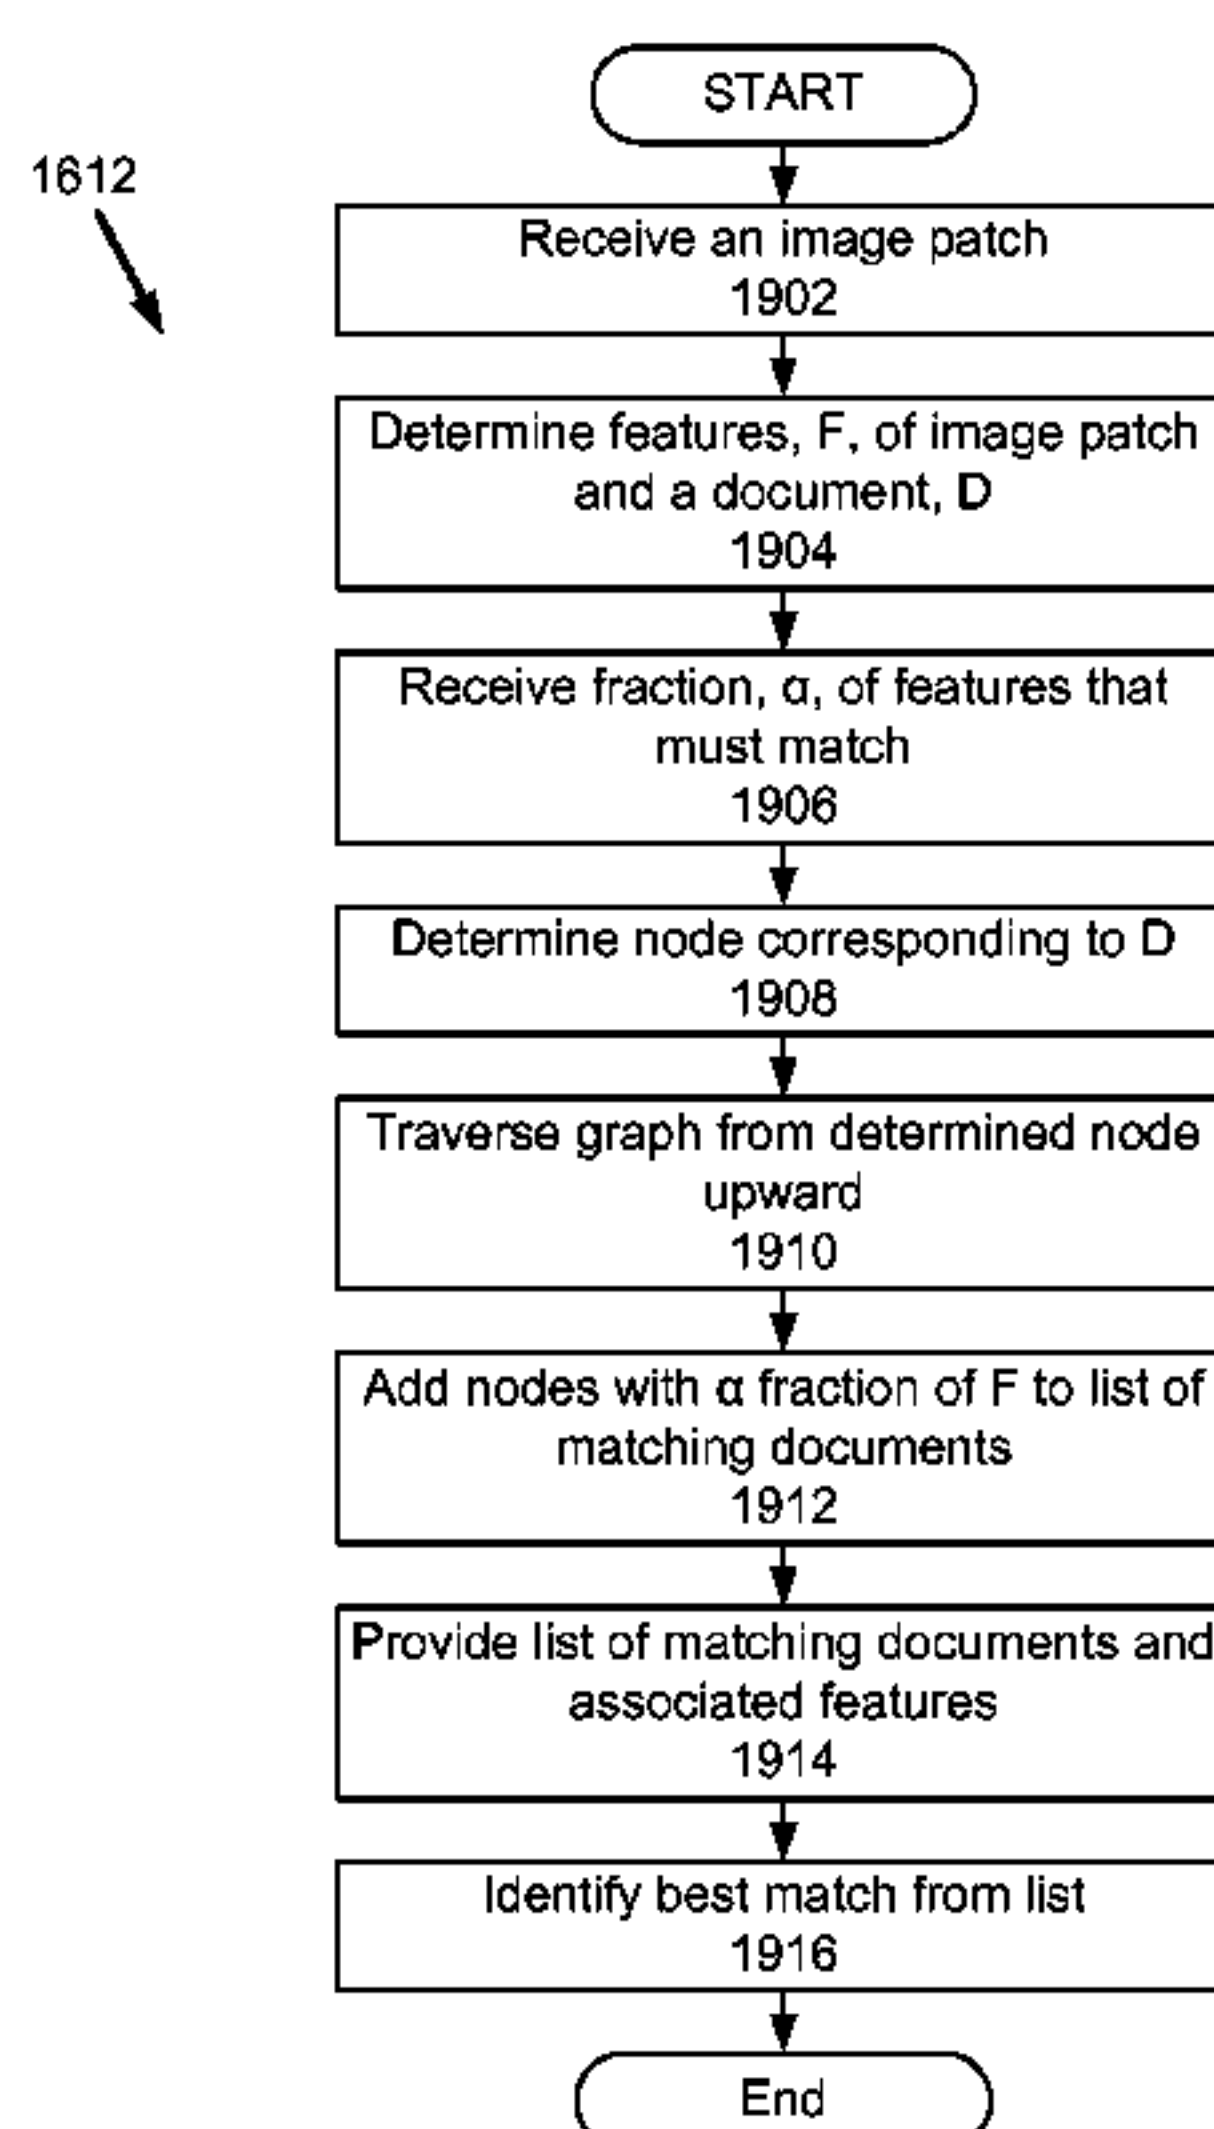 START
1612
Receive an image patch
1902
Determine features, F, of image patch
and a document, D
1904
Receive fraction, α, of features that
must match
1906
Determine node corresponding to D
1908
Traverse graph from determined node
upward
1910
Add nodes with α fraction of F to list of
matching documents
1912
Provide list of matching documents and
associated features
1914
Identify best match from list
1916
End